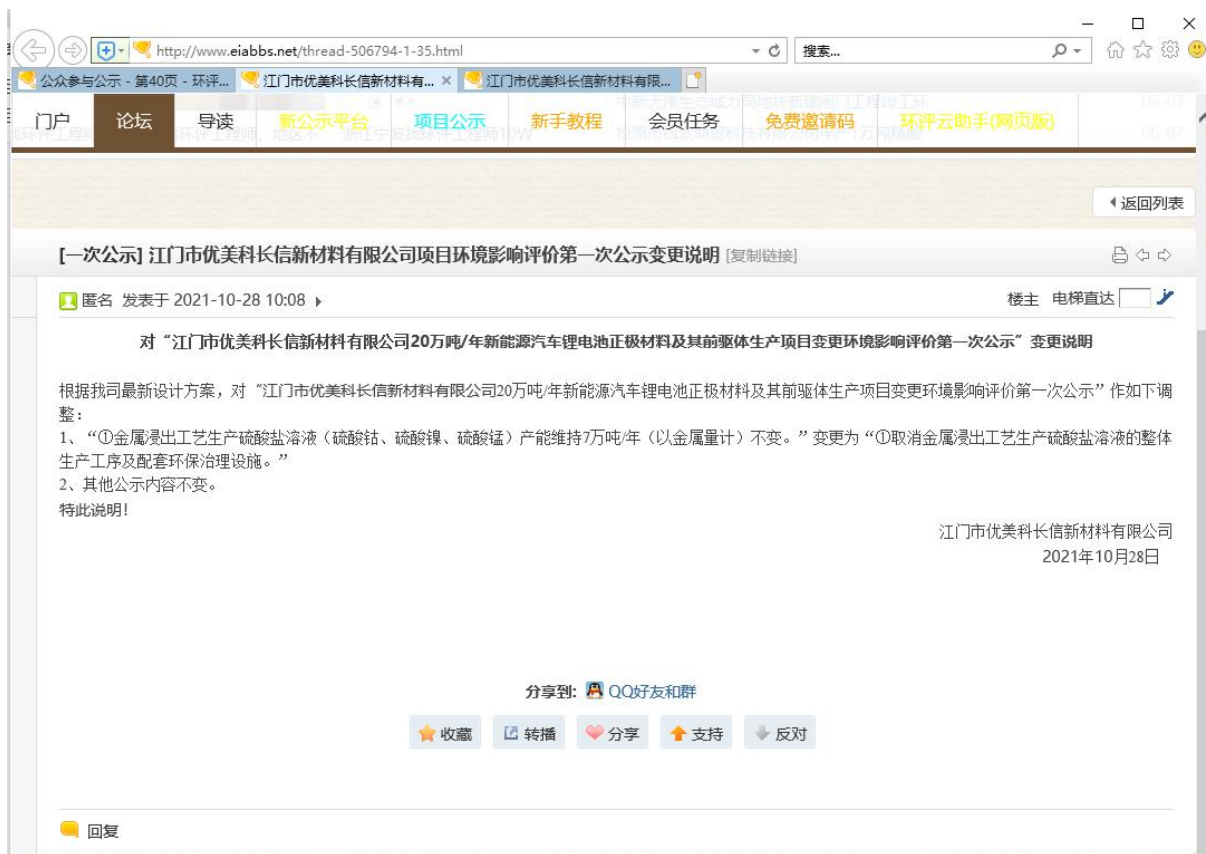 http://www.eiabbs.net/thread-506794-1-35.html
搜索...
公众参与公示 - 第40页 - 环评...
江门市优美科长信新材料有...
江门市优美科长信新材料有限...
门户 论坛 导读 新公示平台 项目公示 新手教程 会员任务 免费邀请码 环评云助手(网页版)
返回列表
[一次公示] 江门市优美科长信新材料有限公司项目环境影响评价第一次公示变更说明 [复制链接]
匿名 发表于 2021-10-28 10:08
楼主 电梯直达
对“江门市优美科长信新材料有限公司20万吨/年新能源汽车锂电池正极材料及其前驱体生产项目变更环境影响评价第一次公示”变更说明
根据我司最新设计方案，对“江门市优美科长信新材料有限公司20万吨/年新能源汽车锂电池正极材料及其前驱体生产项目变更环境影响评价第一次公示”作如下调
整：
1、“①金属浸出工艺生产硫酸盐溶液（硫酸钴、硫酸镍、硫酸锰）产能维持7万吨/年（以金属量计）不变。”变更为“①取消金属浸出工艺生产硫酸盐溶液的整体
生产工序及配套环保治理设施。”
2、其他公示内容不变。
特此说明!
江门市优美科长信新材料有限公司
2021年10月28日
分享到: QQ好友和群
收藏 转播 分享 支持 反对
回复